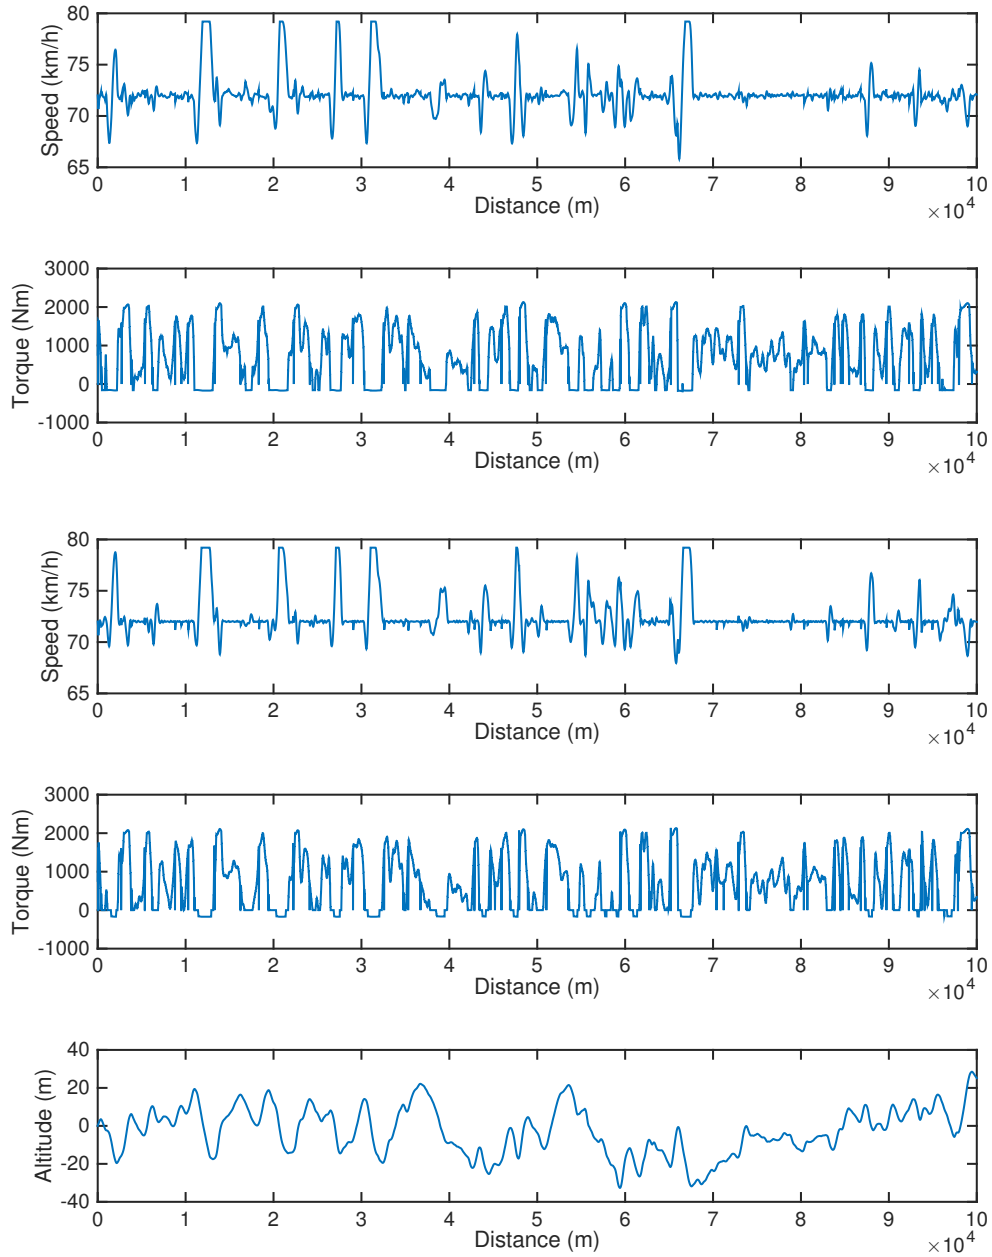 80
75
70
65
Speed (km/h)
0 1 2 3 4 5 6 7 8 9 10
Distance (m)
×10^4
3000
2000
1000
0
-1000
Torque (Nm)
0 1 2 3 4 5 6 7 8 9 10
Distance (m)
×10^4
80
75
70
65
Speed (km/h)
0 1 2 3 4 5 6 7 8 9 10
Distance (m)
×10^4
3000
2000
1000
0
-1000
Torque (Nm)
0 1 2 3 4 5 6 7 8 9 10
Distance (m)
×10^4
40
20
0
-20
-40
Altitude (m)
0 1 2 3 4 5 6 7 8 9 10
Distance (m)
×10^4